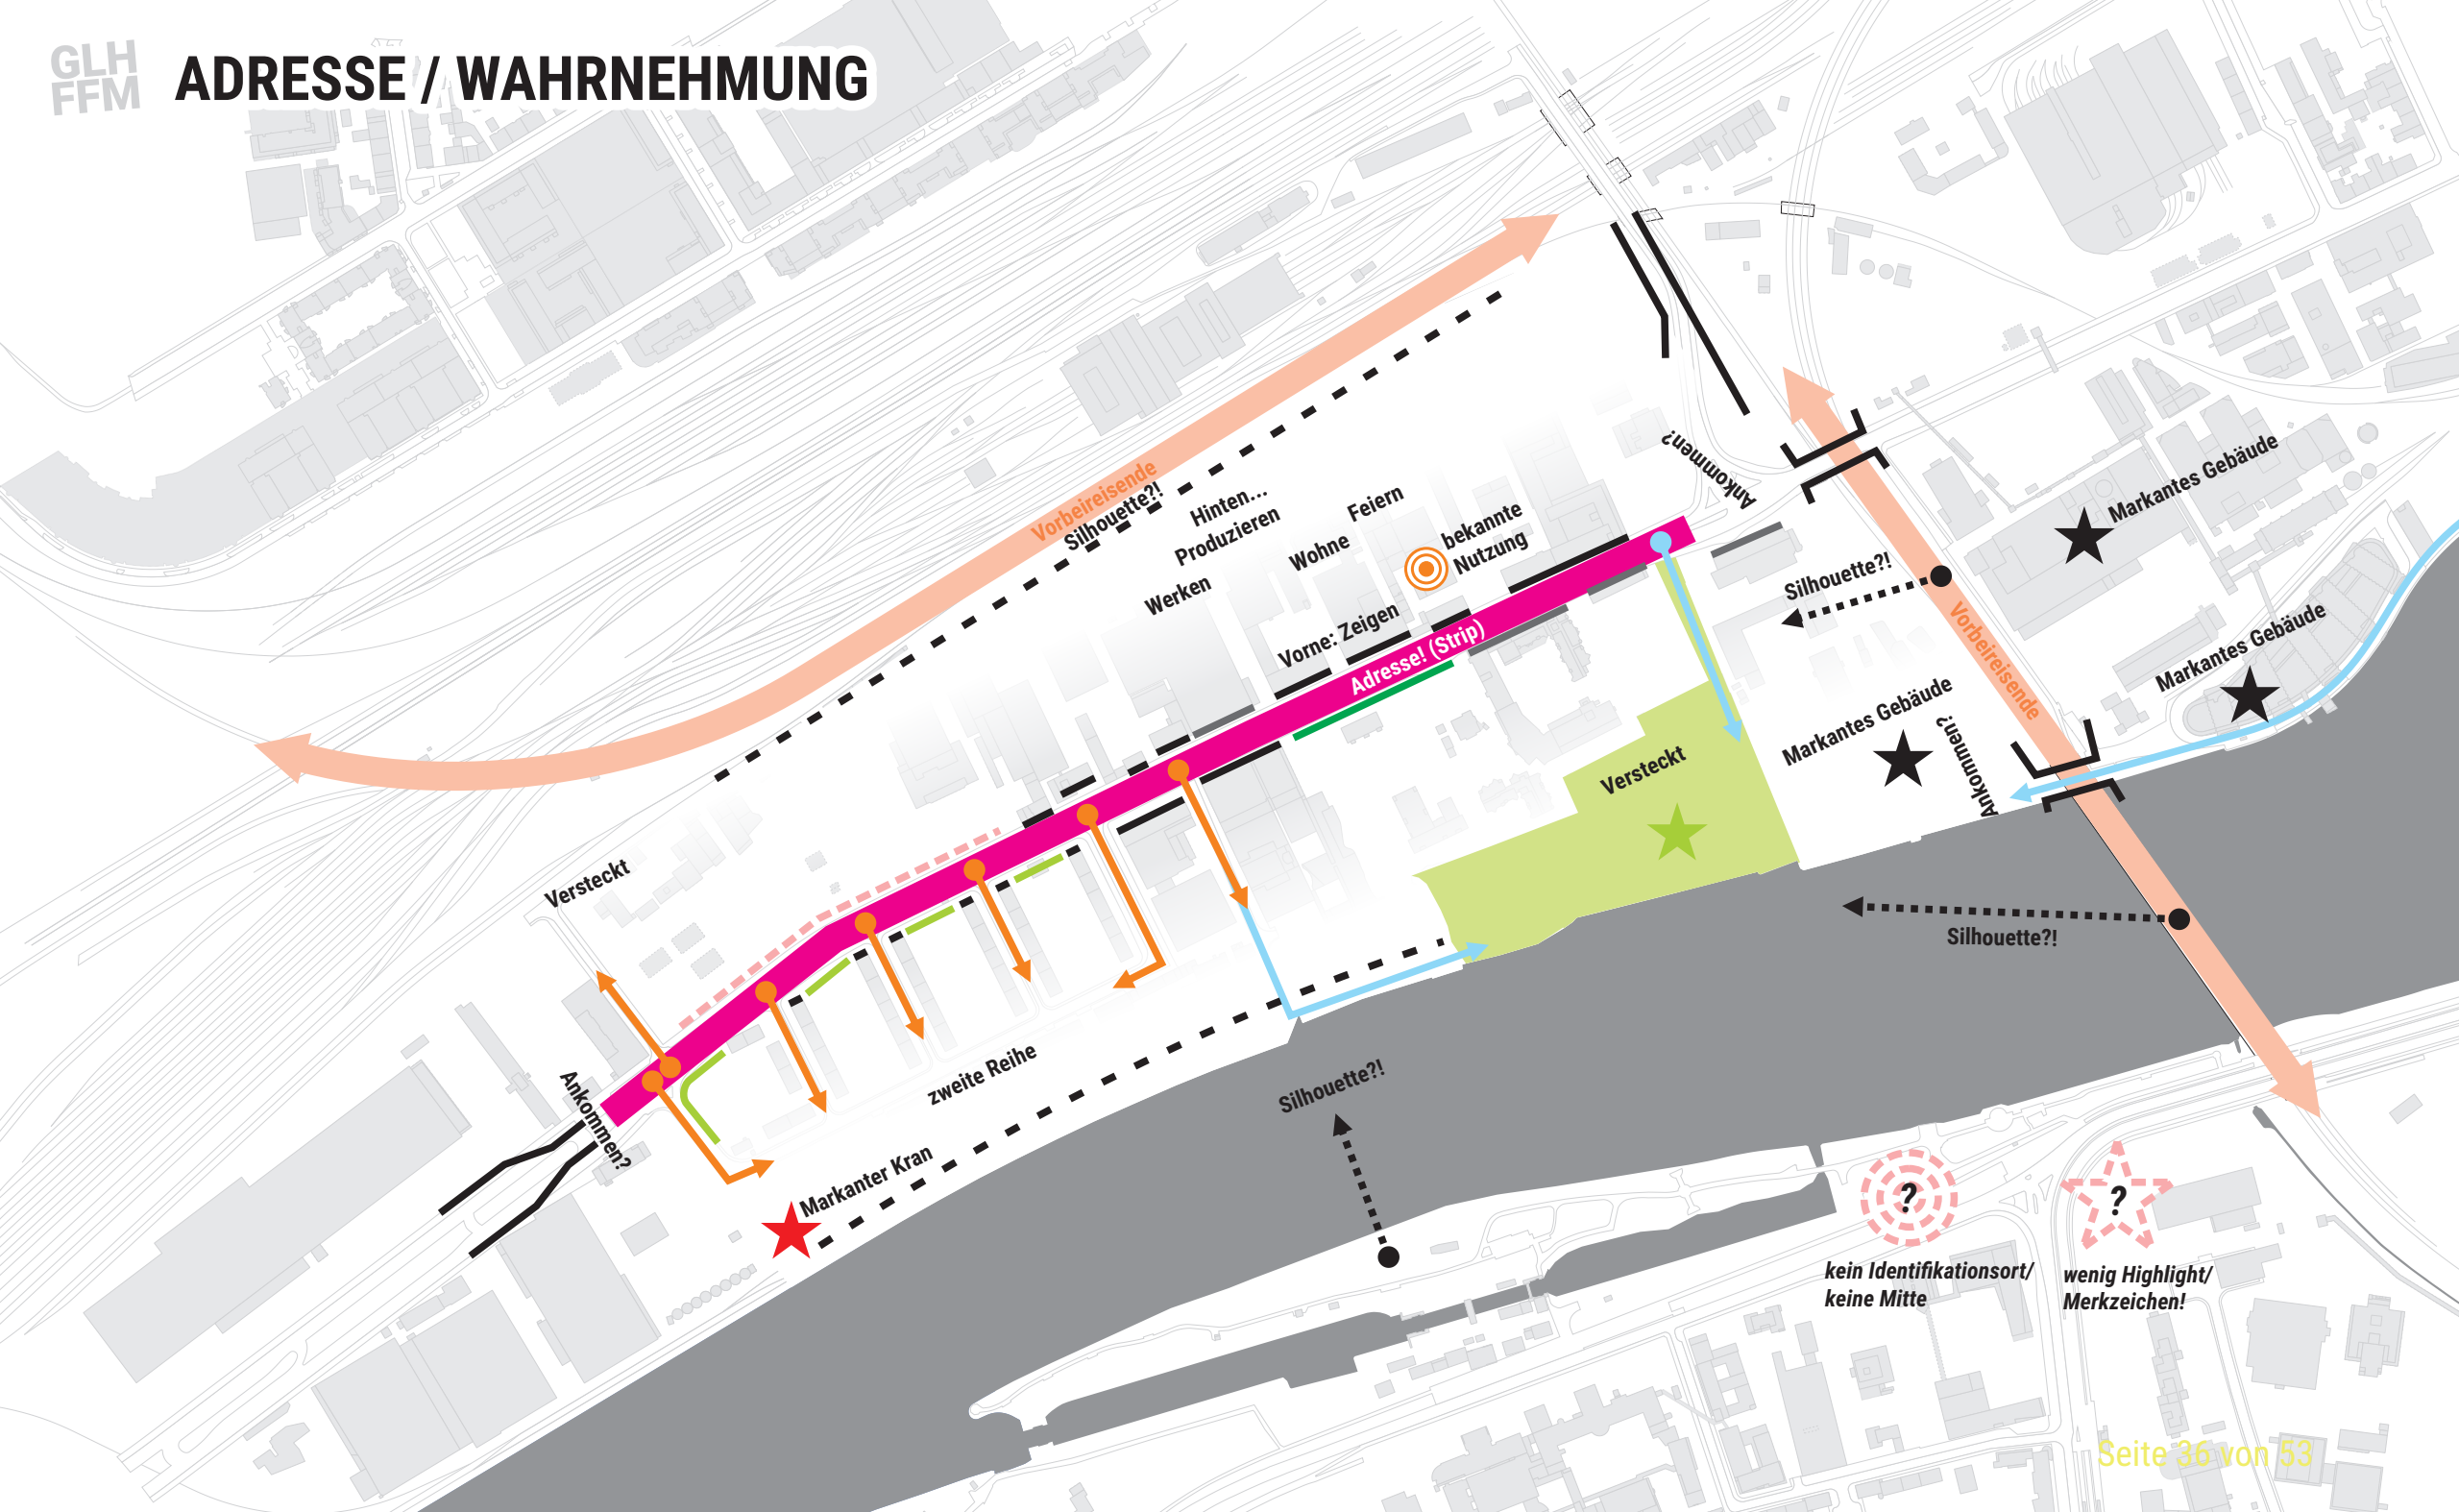 GLH
FFM
ADRESSE / WAHRNEHMUNG
Vorbeireisende
Silhouette?!
Hinten...
Produzieren
Werken
Wohne
Feiern
bekannte
Nutzung
Vorne: Zeigen
Adresse! (Strip)
Ankommen?
Silhouette?!
Vorbeireisende
Markantes Gebäude
Markantes Gebäude
Markantes Gebäude
Ankommen?
Versteckt
Versteckt
Silhouette?!
zweite Reihe
Ankommen?
Markanter Kran
Silhouette?!
?
kein Identifikationsort/
keine Mitte
?
wenig Highlight/
Merkzeichen!
Seite 36 von 53